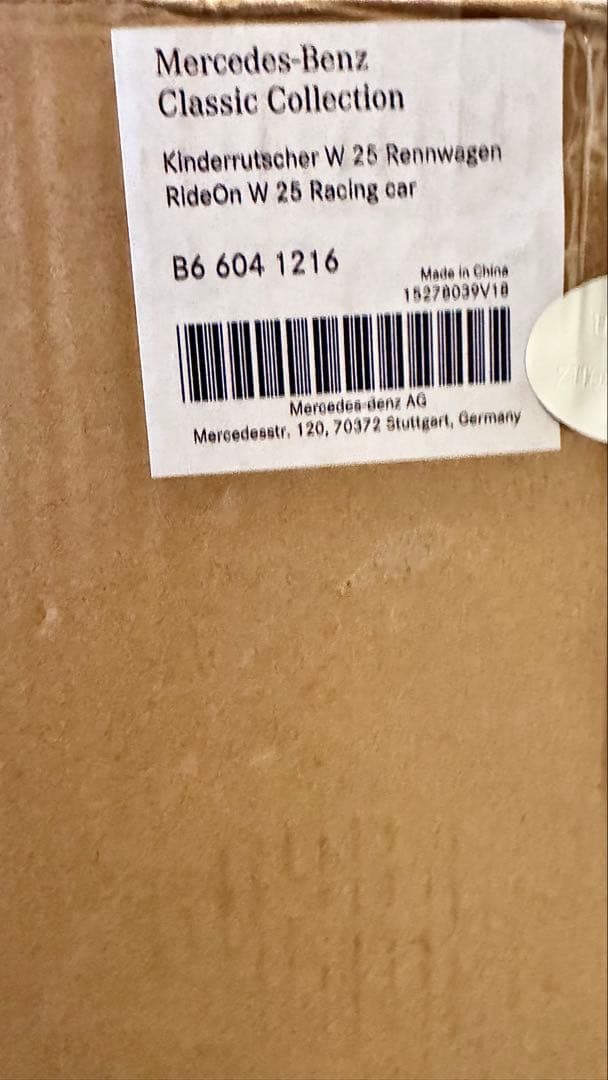 Mercedes-Benz
Classic Collection
Kinderrutscher W 25 Rennwagen
RideOn W 25 Racing car
B6 604 1216
Made in China
15278039V18
Mercedes-Benz AG
Mercedesstr. 120, 70372 Stuttgart, Germany